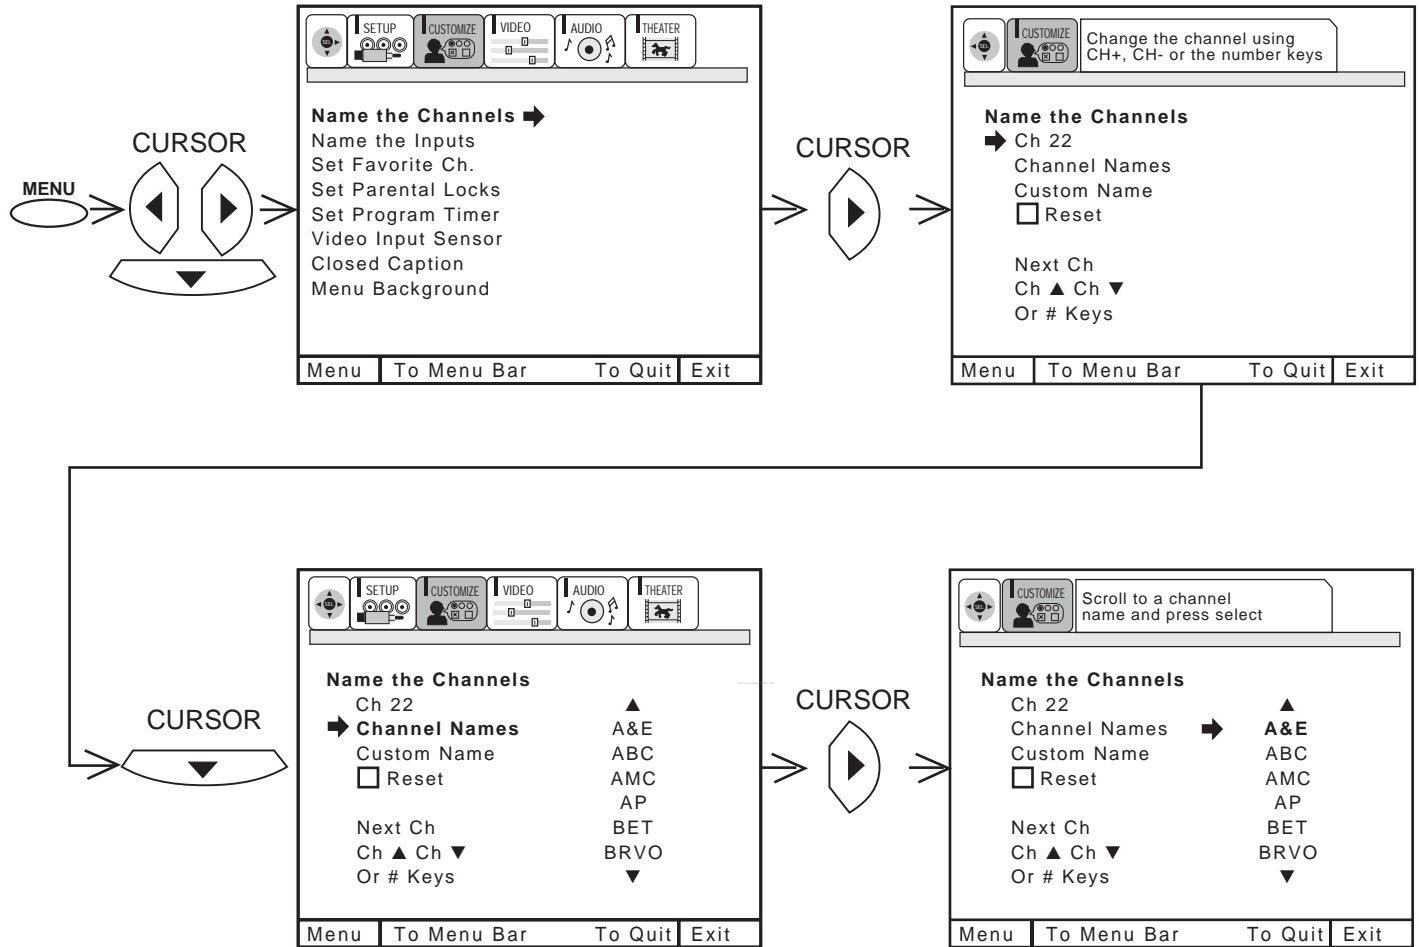 MENU
CURSOR
SEL
SETUP
CUSTOMIZE
VIDEO
AUDIO
THEATER
Name the Channels
Name the Inputs
Set Favorite Ch.
Set Parental Locks
Set Program Timer
Video Input Sensor
Closed Caption
Menu Background
Menu To Menu Bar To Quit Exit
CURSOR
SEL
CUSTOMIZE
Change the channel using
CH+, CH- or the number keys
Name the Channels
Ch 22
Channel Names
Custom Name
Reset
Next Ch
Ch ▲ Ch ▼
Or # Keys
Menu To Menu Bar To Quit Exit
CURSOR
SEL
SETUP
CUSTOMIZE
VIDEO
AUDIO
THEATER
Name the Channels
Ch 22 ▲
Channel Names A&E
Custom Name ABC
Reset AMC
AP
Next Ch BET
Ch ▲ Ch ▼ BRVO
Or # Keys ▼
Menu To Menu Bar To Quit Exit
CURSOR
SEL
CUSTOMIZE
Scroll to a channel
name and press select
Name the Channels
Ch 22 ▲
Channel Names A&E
Custom Name ABC
Reset AMC
AP
Next Ch BET
Ch ▲ Ch ▼ BRVO
Or # Keys ▼
Menu To Menu Bar To Quit Exit